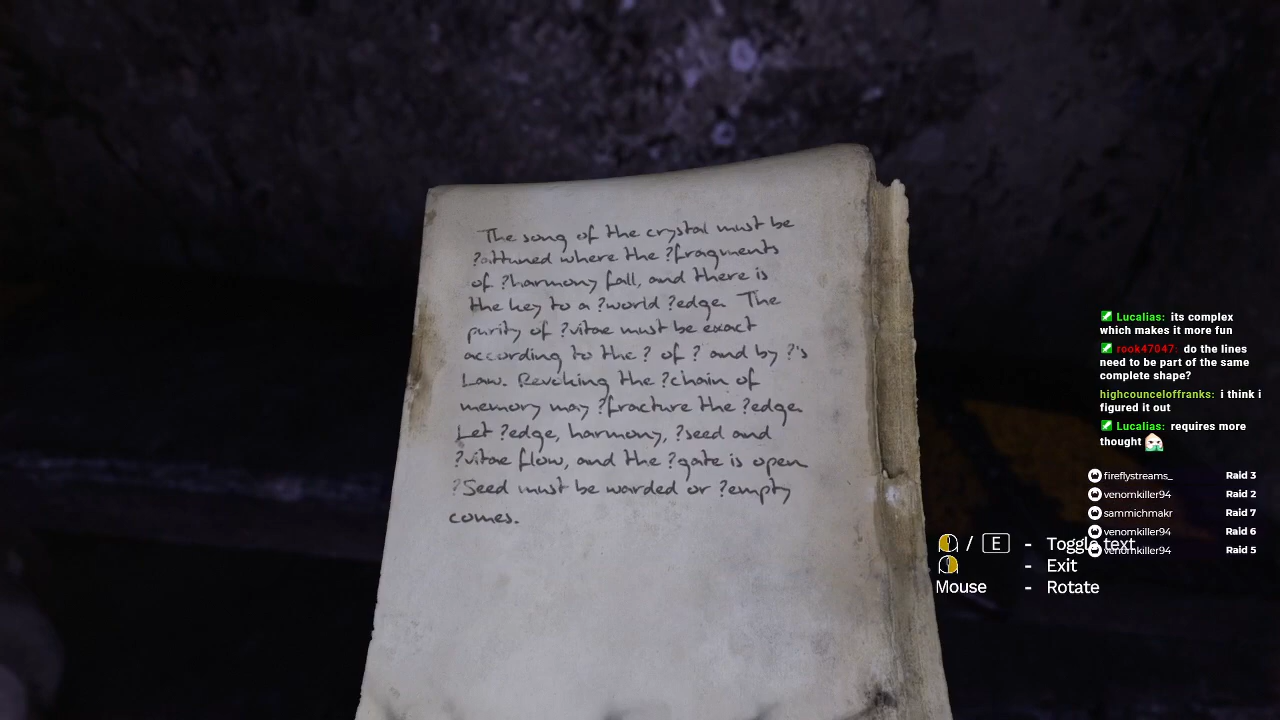 The song of the crystal must be
?attuned where the ?fragments
of ?harmony fall, and there is
the key to a ?world ?edge. The
purity of ?vitae must be exact
according to the ? of ? and by ?'s
Law. Revoking the ?chain of
memory may ?fracture the ?edge.
Let ?edge, harmony, ?seed and
?vitae flow, and the ?gate is open
?Seed must be warded or ?empty
comes.
Lucalias: its complex
which makes it more fun
rook47047: do the lines
need to be part of the same
complete shape?
highcounceloffranks: i think i
figured it out
Lucalias: requires more
thought
fireflystreams_ Raid 3
venomkiller94 Raid 2
sammichmakr Raid 7
venomkiller94 Raid 6
venomkiller94 Raid 5
/ E - Toggle text
- Exit
Mouse - Rotate